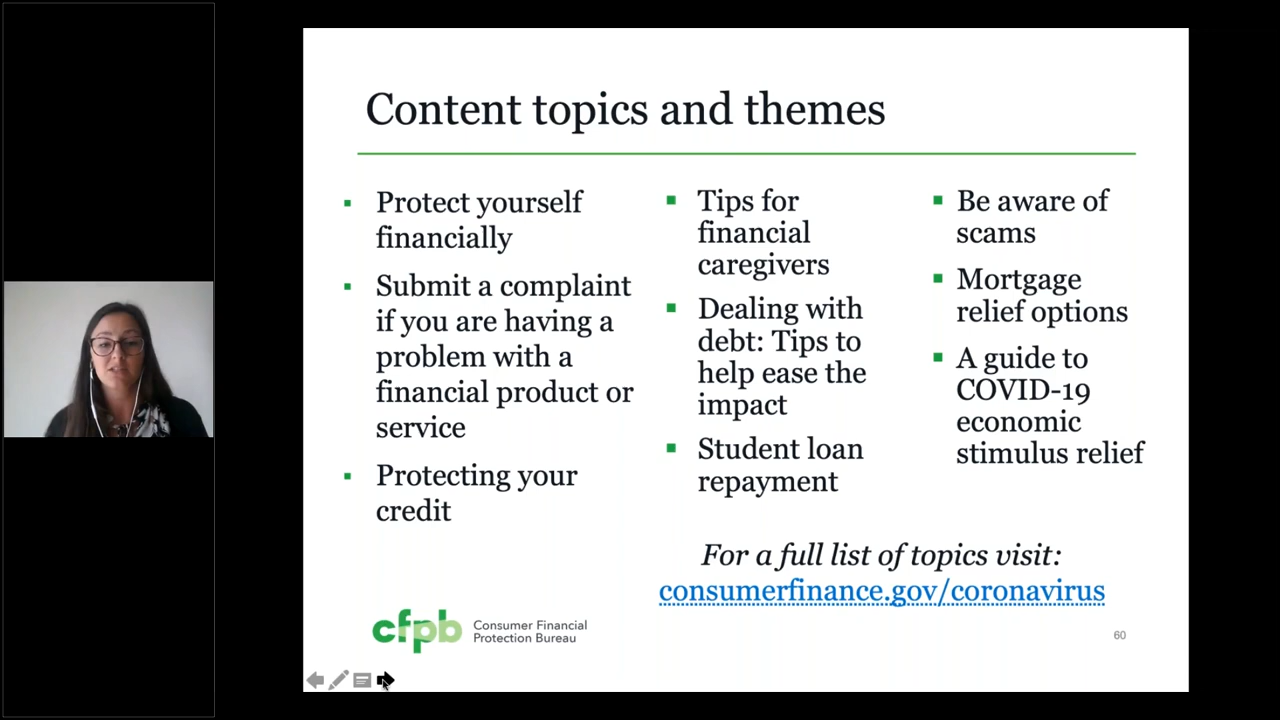 Content topics and themes
Protect yourself
financially
Submit a complaint
if you are having a
problem with a
financial product or
service
Protecting your
credit
Tips for
financial
caregivers
Dealing with
debt: Tips to
help ease the
impact
Student loan
repayment
Be aware of
scams
Mortgage
relief options
A guide to
COVID-19
economic
stimulus relief
For a full list of topics visit:
consumerfinance.gov/coronavirus
cfpb
Consumer Financial
Protection Bureau
60